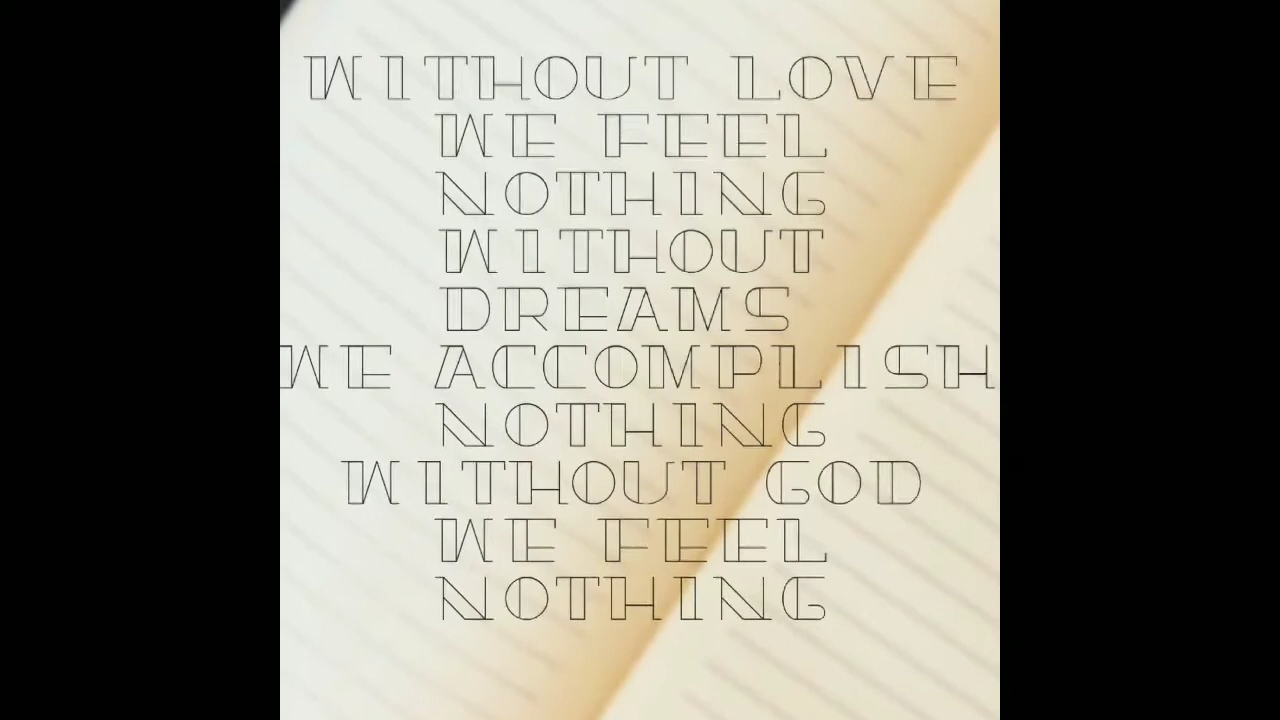 WITHOUT LOVE
WE FEEL
NOTHING
WITHOUT
DREAMS
WE ACCOMPLISH
NOTHING
WITHOUT GOD
WE FEEL
NOTHING